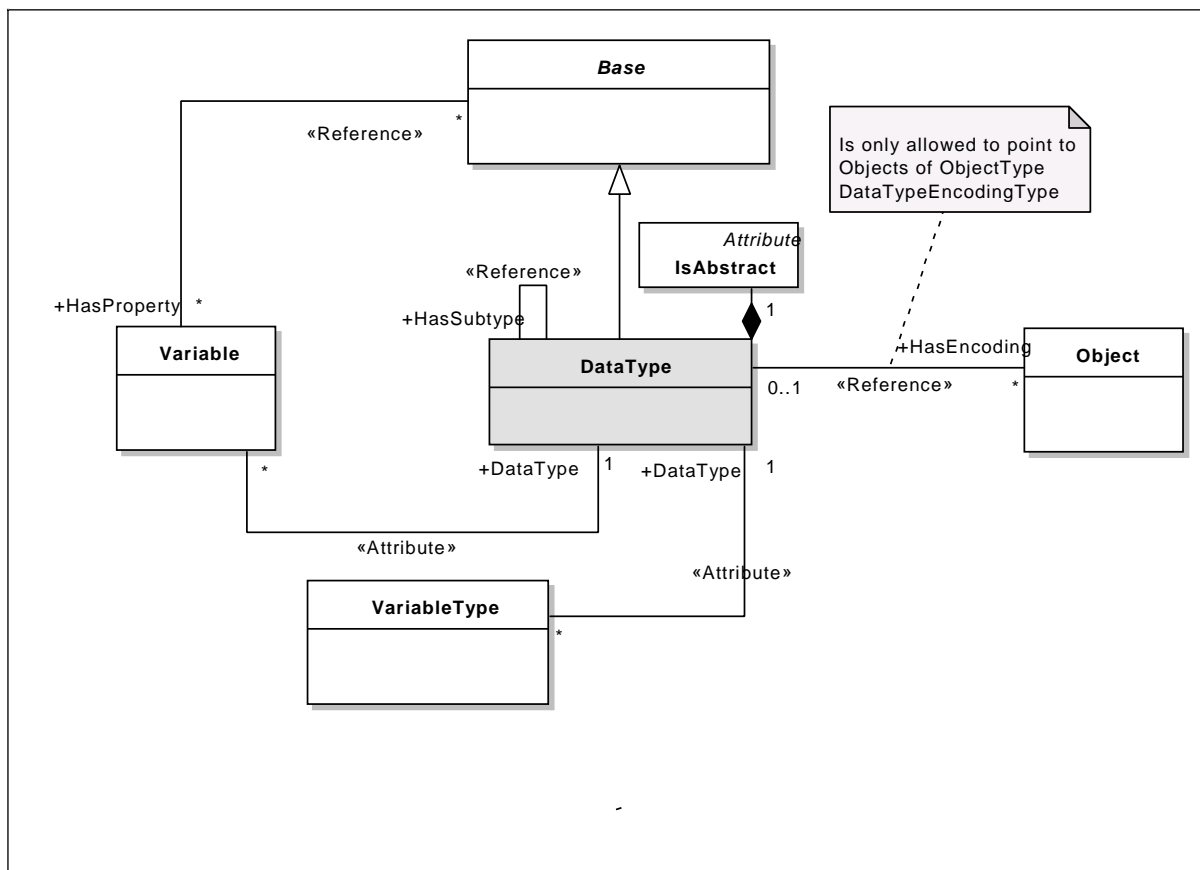 Base
*
«Reference»
Is only allowed to point to
Objects of ObjectType
DataTypeEncodingType
Attribute
IsAbstract
1
«Reference»
+HasSubtype
+HasProperty
*
Variable
DataType
+HasEncoding
0..1
«Reference»
*
Object
*
+DataType
1
+DataType
1
«Attribute»
«Attribute»
VariableType
*